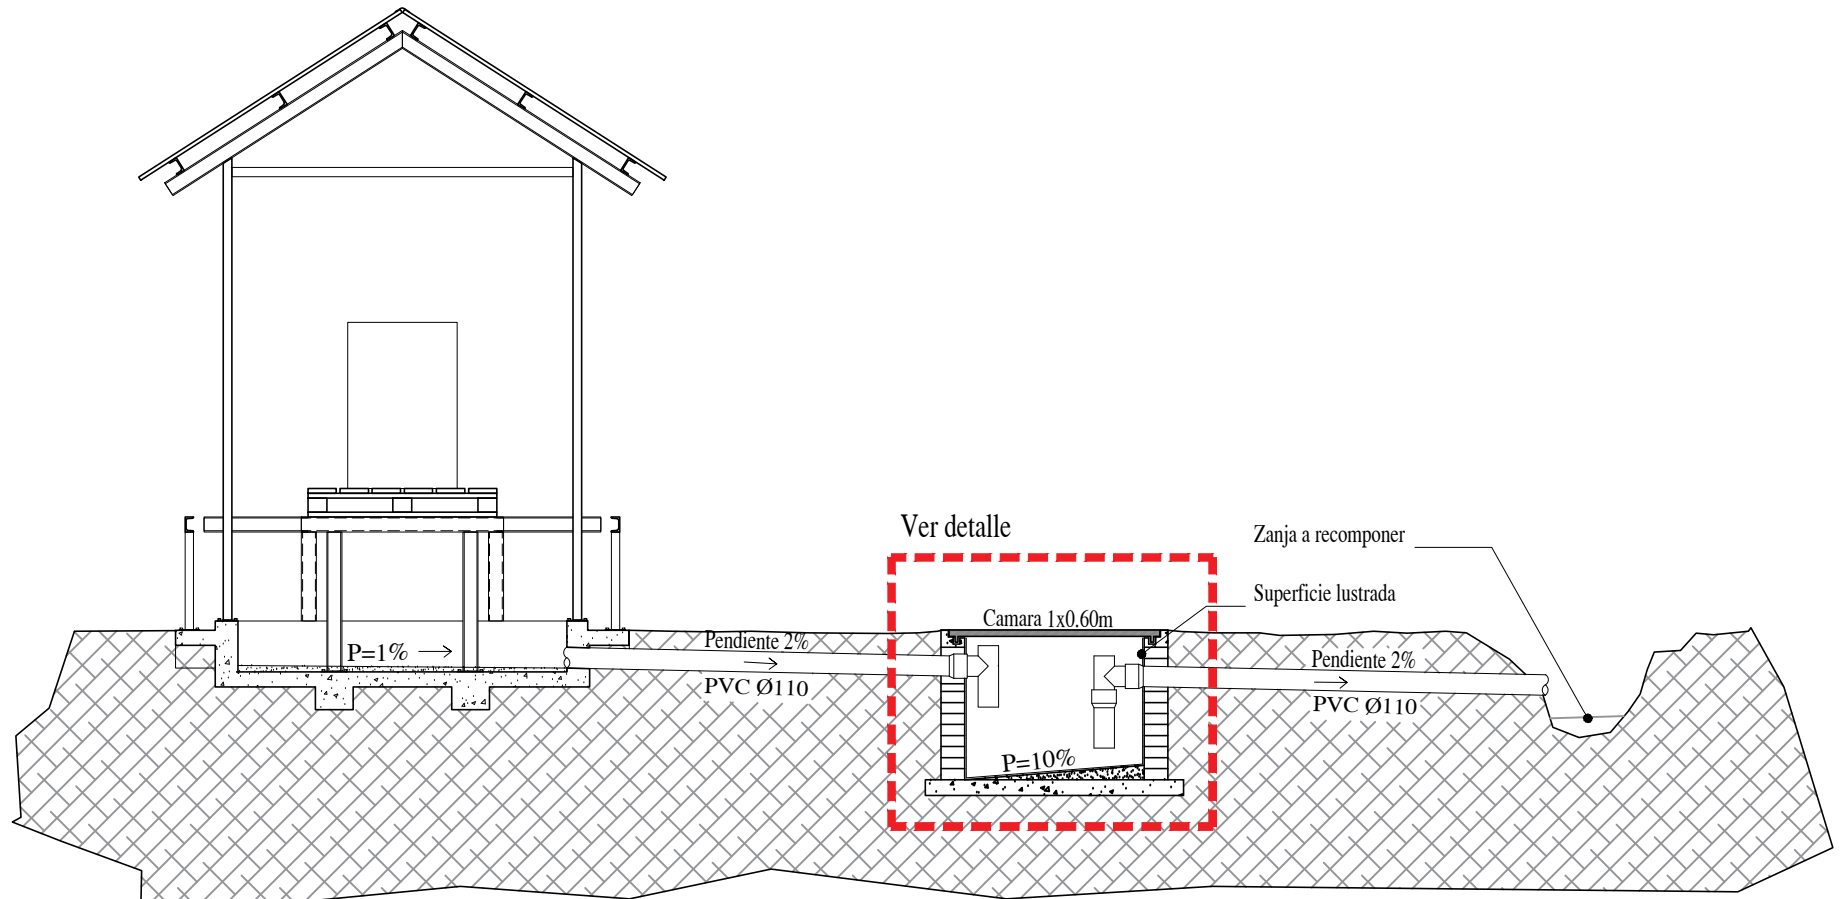 Ver detalle
Zanja a recomponer
Superficie lustrada
Camara 1x0.60m
P=1%
Pendiente 2%
PVC Ø110
Pendiente 2%
PVC Ø110
P=10%